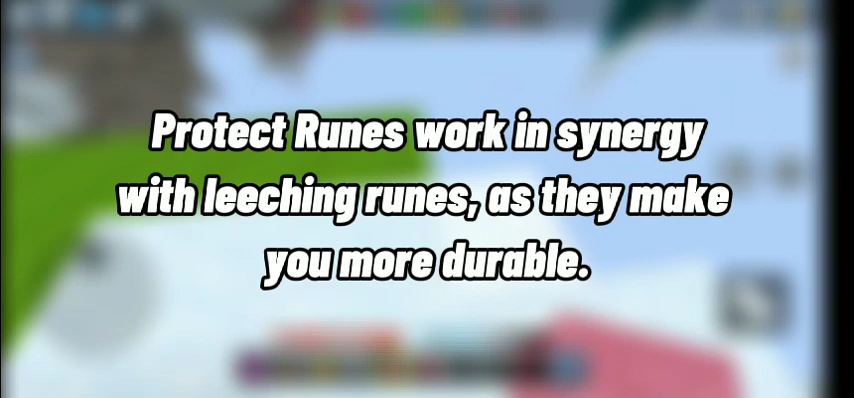 Protect Runes work in synergy
with leeching runes, as they make
you more durable.